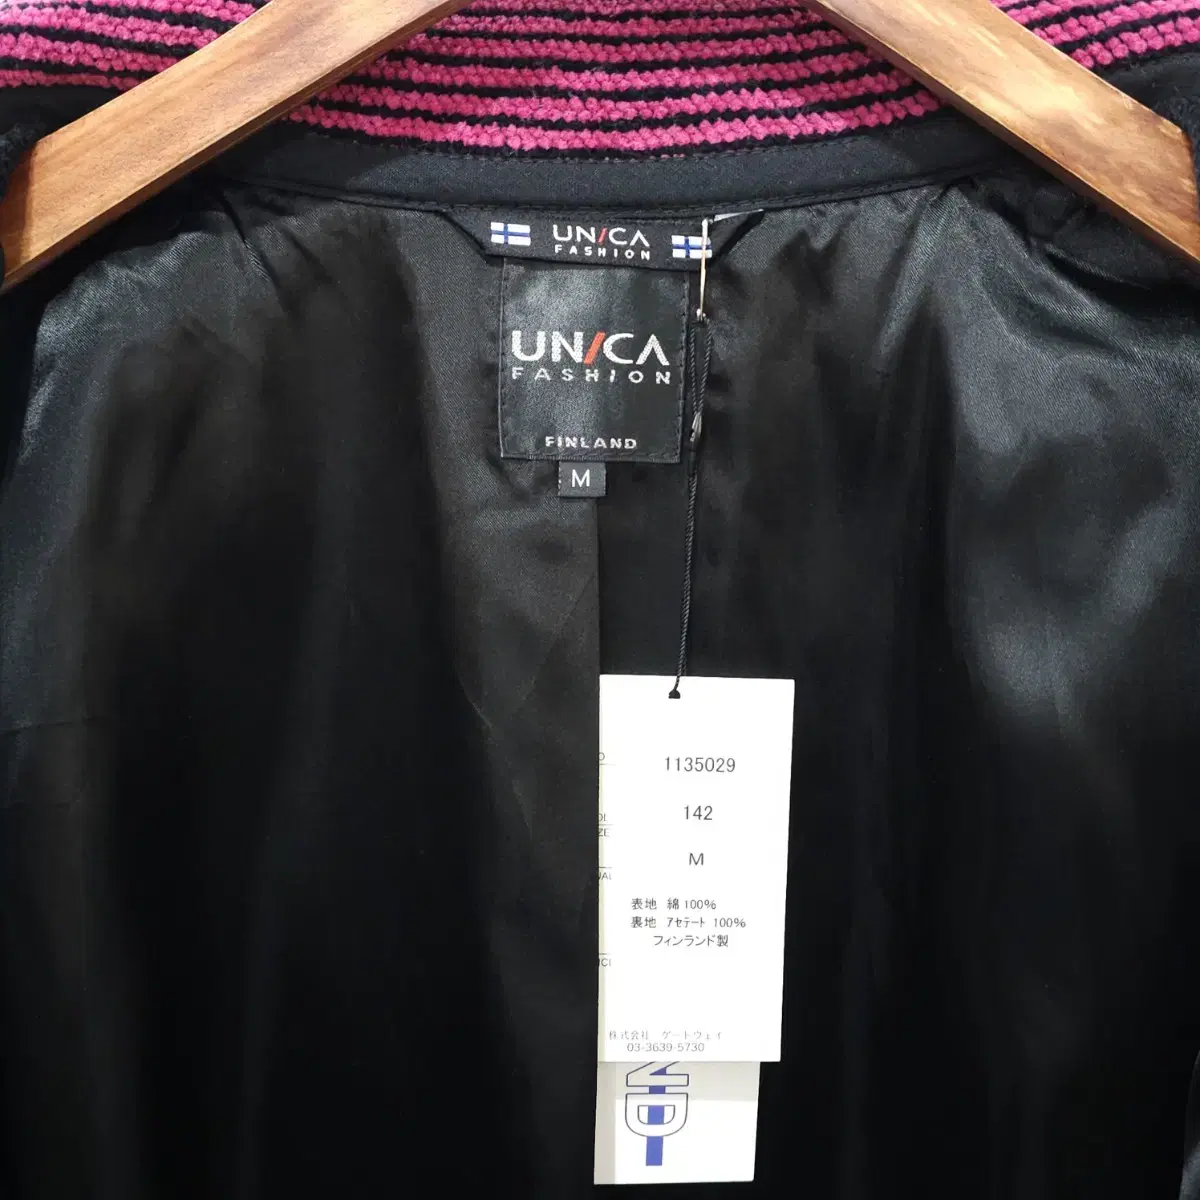 UN/CA
FASHION
UN/CA
FASHION
FINLAND
M
1135029
142
M
表地 綿 100%
裏地 アセテート 100%
フィンランド製
株式会社 ゲートウェイ
03-3639-5730